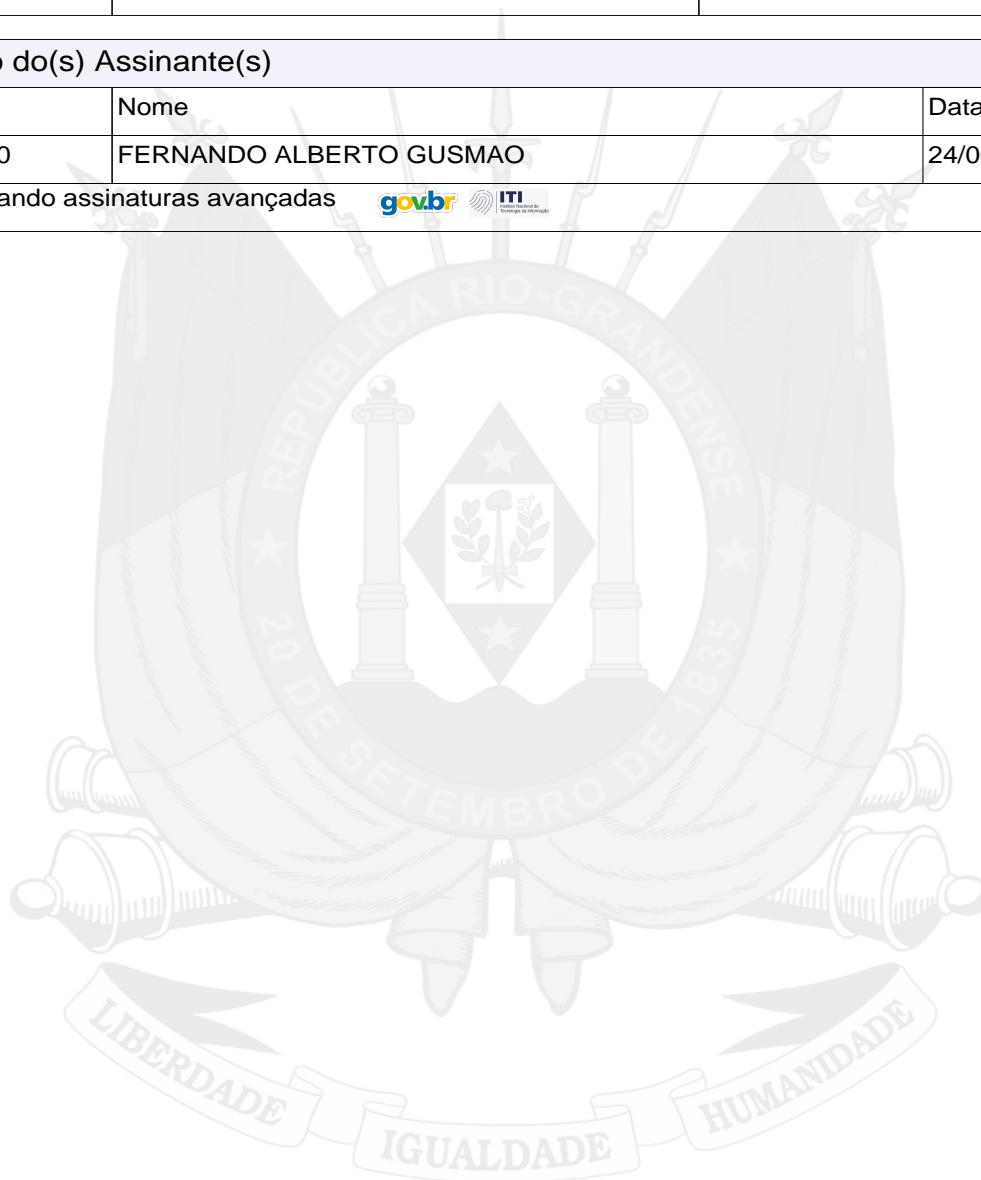 o do(s) Assinante(s)
Nome
Data
0
FERNANDO ALBERTO GUSMAO
24/0
ando assinaturas avançadas
gov.br
ITI
REPÚBLICA RIO-GRANDENSE
20 DE SETEMBRO DE 1835
LIBERDADE
IGUALDADE
HUMANIDADE